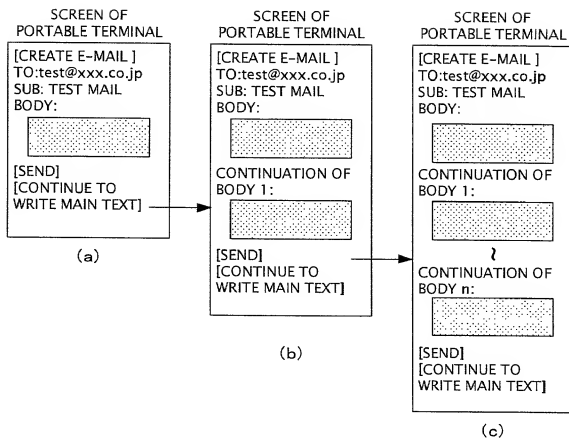 SCREEN OF
PORTABLE TERMINAL
[CREATE E-MAIL ]
TO:test@xxx.co.jp
SUB: TEST MAIL
BODY:
[SEND]
[CONTINUE TO
WRITE MAIN TEXT]
(a)
SCREEN OF
PORTABLE TERMINAL
[CREATE E-MAIL ]
TO:test@xxx.co.jp
SUB: TEST MAIL
BODY:
CONTINUATION OF
BODY 1:
[SEND]
[CONTINUE TO
WRITE MAIN TEXT]
(b)
SCREEN OF
PORTABLE TERMINAL
[CREATE E-MAIL ]
TO:test@xxx.co.jp
SUB: TEST MAIL
BODY:
CONTINUATION OF
BODY 1:
~
CONTINUATION OF
BODY n:
[SEND]
[CONTINUE TO
WRITE MAIN TEXT]
(c)